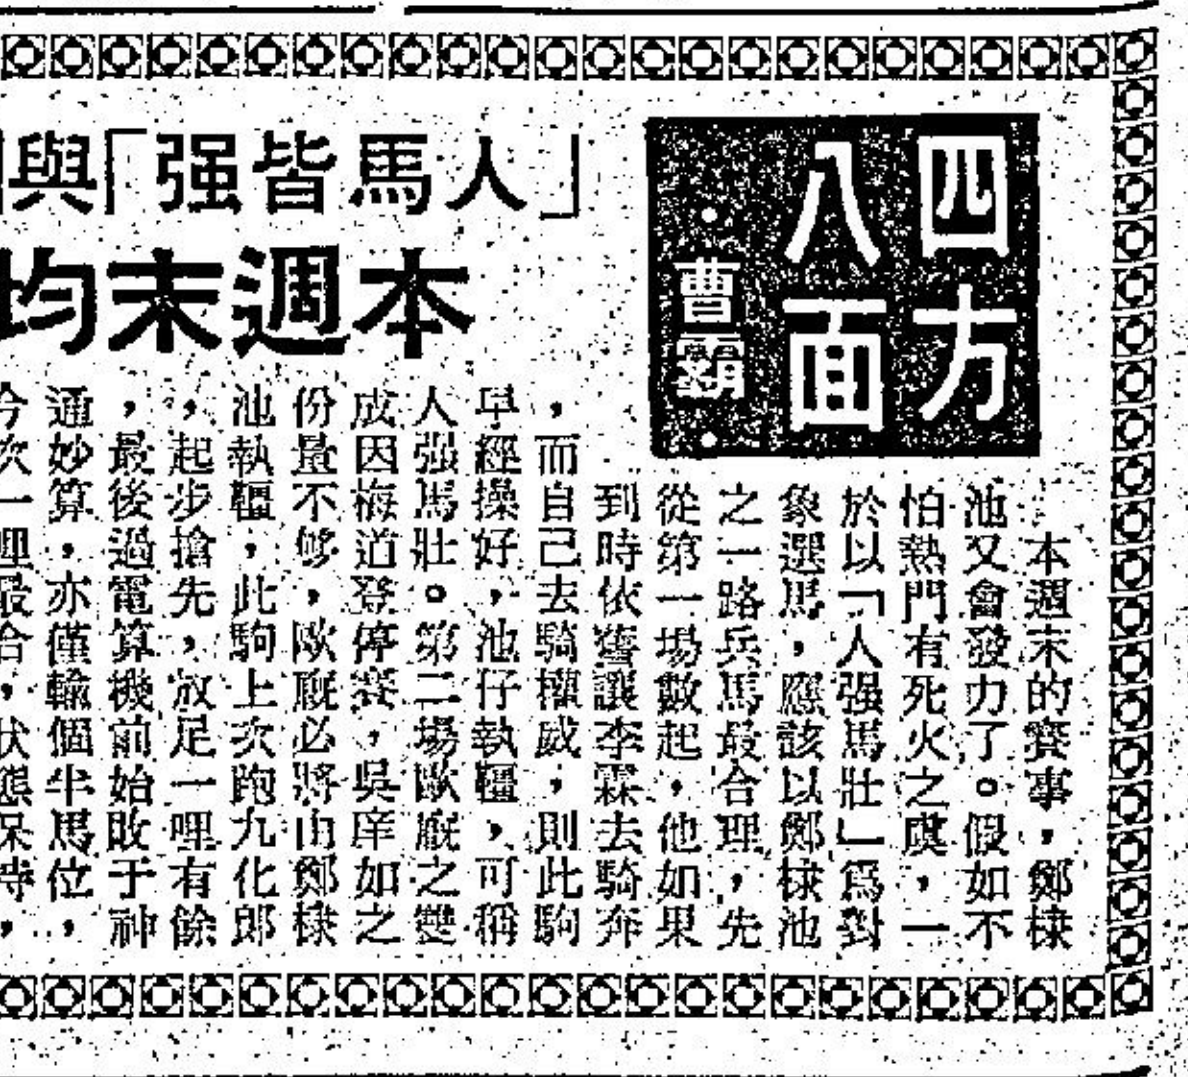 四方
八面
·曹霸·
「人馬皆强」與
本週末均
本週末的賽事，鄭棣
池又會發力了。假如不
怕熱門有死火之虞，一
於以「人强馬壯」爲對
象選馬，應該以鄭棣池
之一路兵馬最合理，先
從第一場數起，他如果
到時依舊讓李霖去騎奔
，而自己去騎權威，則此駒
早經操好，池仔執韁，可稱
人强馬壯。第二場歐廐之雙
成因梅道登停賽，吳庠如之
份量不够，歐廐必將由鄭棣
池執韁，此駒上次跑九化郎
，起步搶先，放足一哩有餘
，最後過電算機前始敗于神
通妙算，亦僅輸個半馬位，
今次一哩最合，狀態保持，